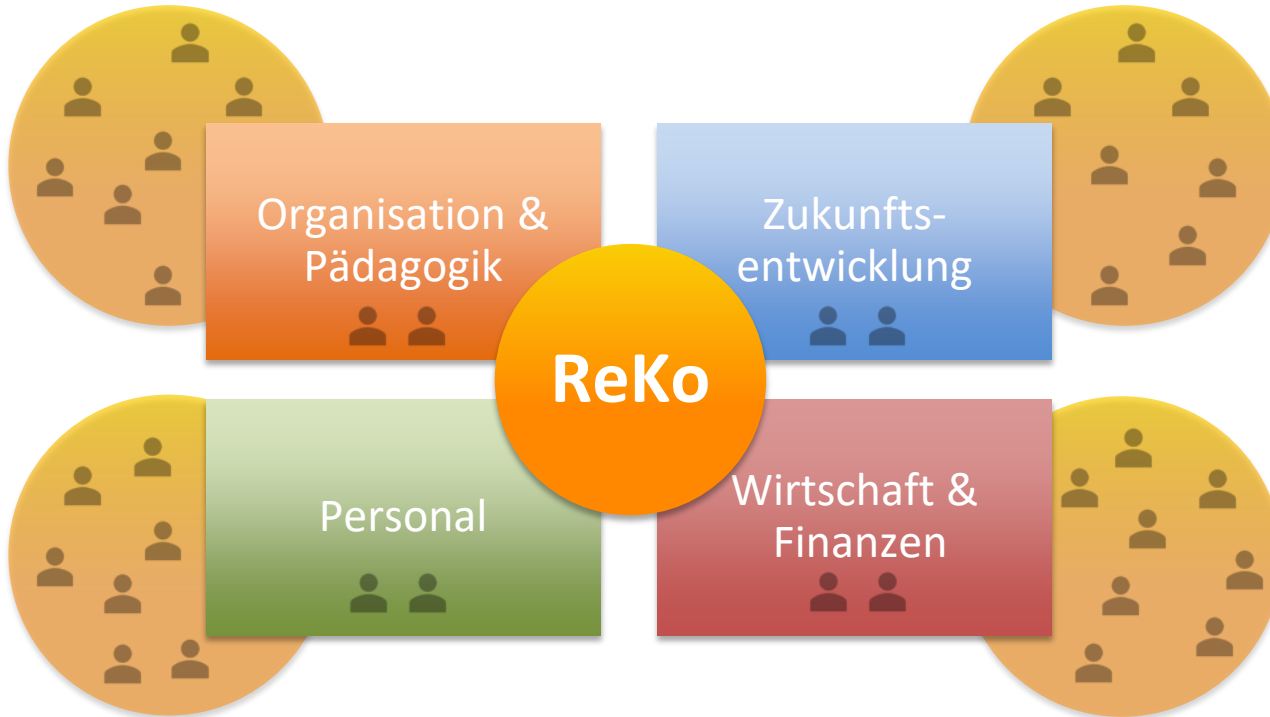 Organisation &
Pädagogik
Zukunfts-
entwicklung
ReKo
Personal
Wirtschaft &
Finanzen